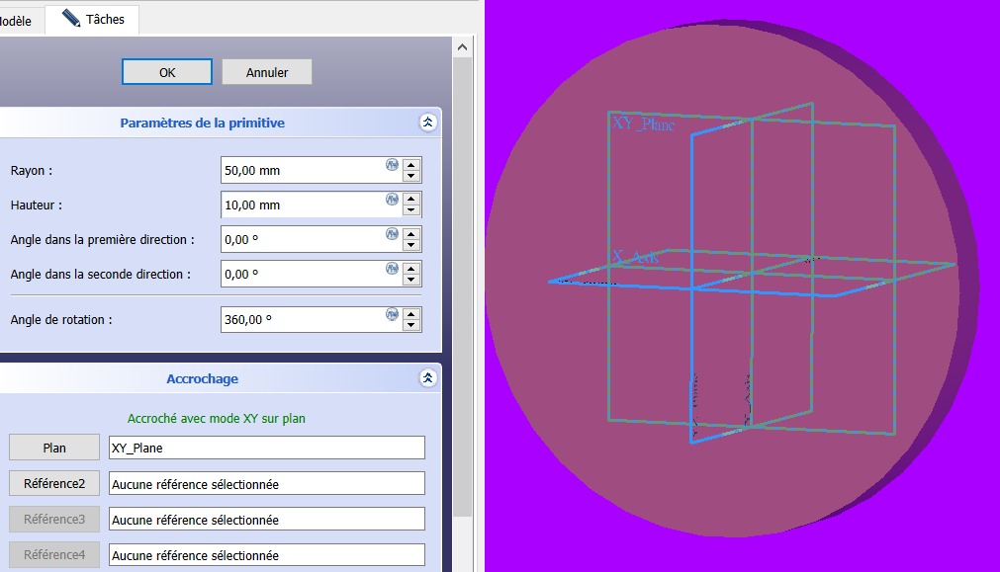 odèle
Tâches
OK
Annuler
Paramètres de la primitive
Rayon :
50,00 mm
Hauteur :
10,00 mm
Angle dans la première direction :
0,00 º
Angle dans la seconde direction :
0,00 º
Angle de rotation :
360,00 º
Accrochage
Accroché avec mode XY sur plan
Plan
XY_Plane
Référence2
Aucune référence sélectionnée
Référence3
Aucune référence sélectionnée
Référence4
Aucune référence sélectionnée
XY_Plane
X_Axis